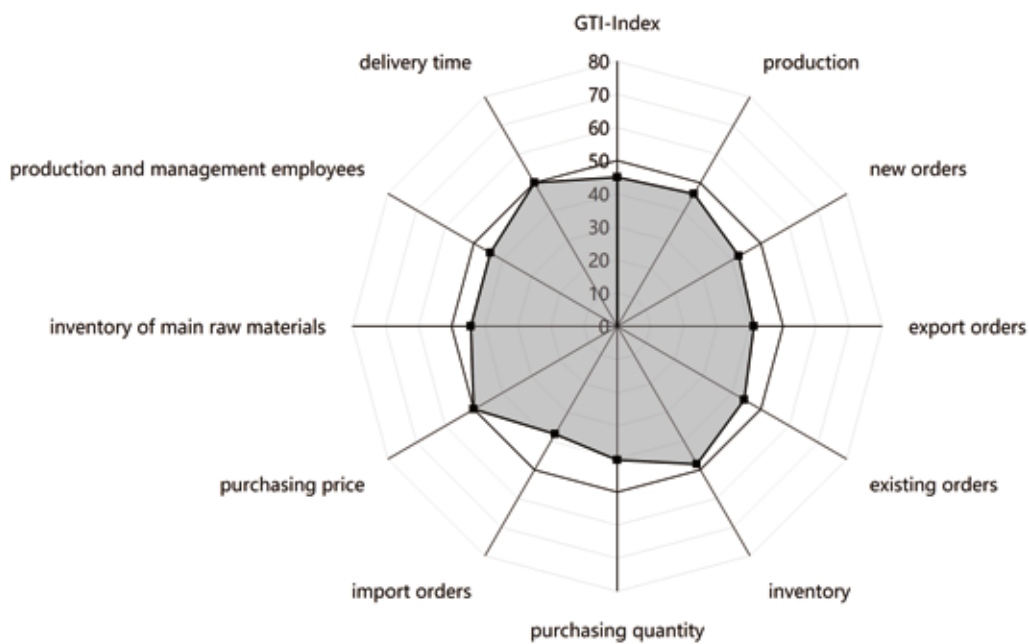 GTI-Index
delivery time
80
production
70
60
production and management employees
50
new orders
40
30
20
10
inventory of main raw materials
0
export orders
purchasing price
existing orders
import orders
inventory
purchasing quantity